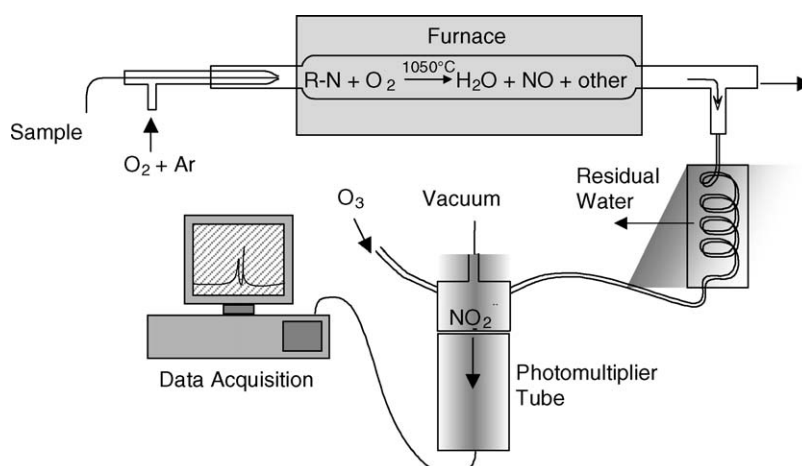 Furnace
R-N + O₂ 1050°C H₂O + NO + other
Sample
O₂ + Ar
Residual
Water
O₃
Vacuum
NO₂¨
Data Acquisition
Photomultiplier
Tube